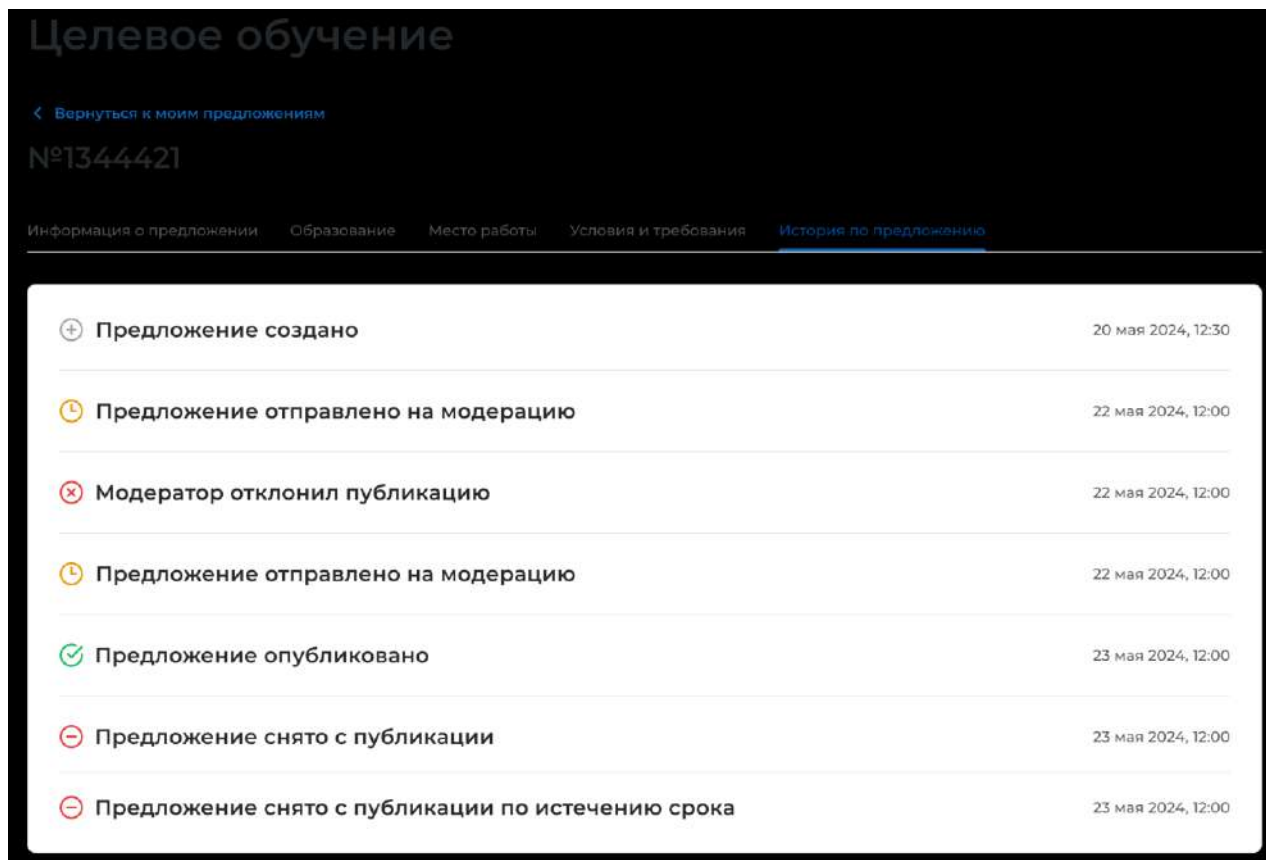 Целевое обучение
Вернуться к моим предложениям
№1344421
Информация о предложении Образование Место работы Условия и требования История по предложению
Предложение создано 20 мая 2024, 12:30
Предложение отправлено на модерацию 22 мая 2024, 12:00
Модератор отклонил публикацию 22 мая 2024, 12:00
Предложение отправлено на модерацию 22 мая 2024, 12:00
Предложение опубликовано 23 мая 2024, 12:00
Предложение снято с публикации 23 мая 2024, 12:00
Предложение снято с публикации по истечению срока 23 мая 2024, 12:00